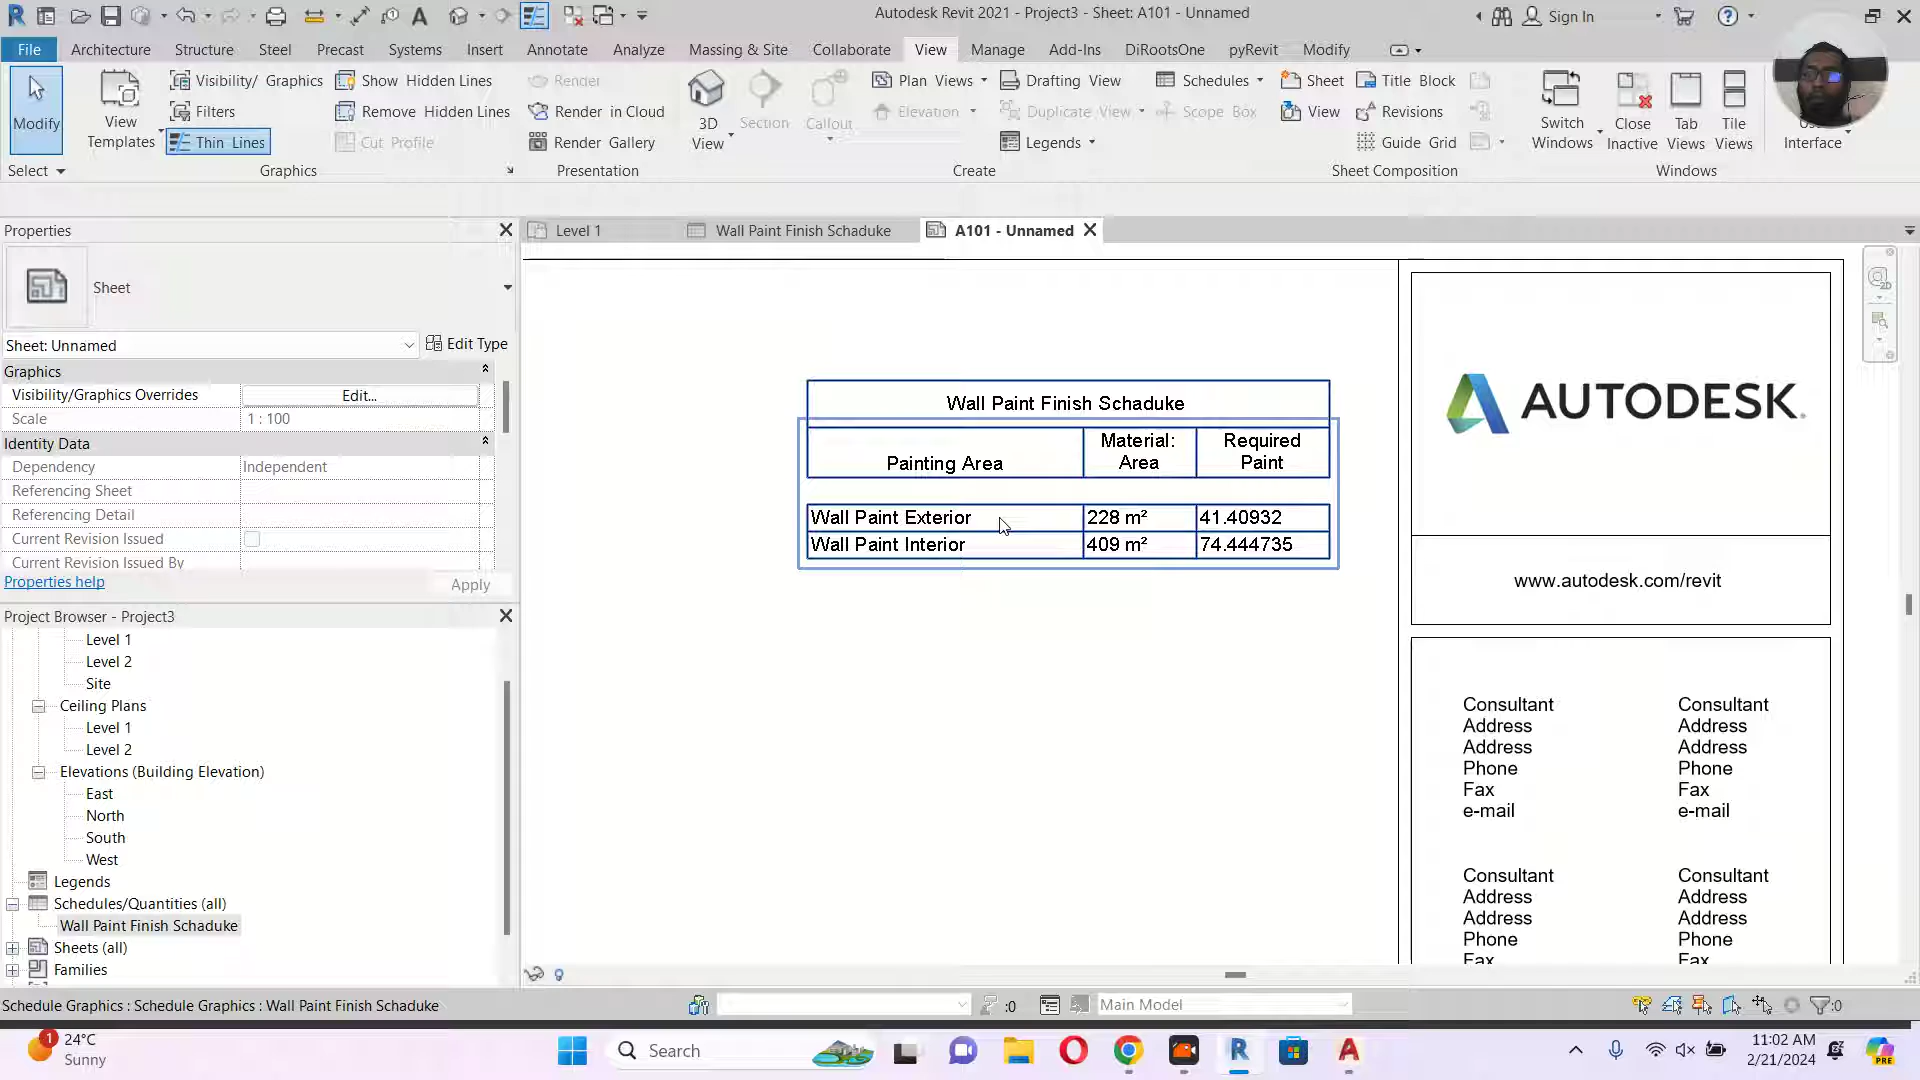 Autodesk Revit 2021 - Project3 - Sheet: A101 - Unnamed
Sign In
File Architecture Structure Steel Precast Systems Insert Annotate Analyze Massing & Site Collaborate View Manage Add-Ins DiRootsOne pyRevit Modify
Modify
View Templates
Visibility/ Graphics
Filters
Thin Lines
Show Hidden Lines
Remove Hidden Lines
Cut Profile
Render
Render in Cloud
Render Gallery
3D View
Section
Callout
Plan Views
Elevation
Drafting View
Duplicate View
Legends
Schedules
Scope Box
Sheet
View
Title Block
Revisions
Guide Grid
Switch Windows
Close Inactive
Tab Views
Tile Views
Interface
Select
Graphics
Presentation
Create
Sheet Composition
Windows
Properties
Sheet
Sheet: Unnamed
Edit Type
Graphics
Visibility/Graphics Overrides Edit...
Scale 1 : 100
Identity Data
Dependency Independent
Referencing Sheet
Referencing Detail
Current Revision Issued
Current Revision Issued By
Properties help
Apply
Project Browser - Project3
Level 1
Level 2
Site
Ceiling Plans
Level 1
Level 2
Elevations (Building Elevation)
East
North
South
West
Legends
Schedules/Quantities (all)
Wall Paint Finish Schaduke
Sheets (all)
Families
Level 1
Wall Paint Finish Schaduke
A101 - Unnamed
Wall Paint Finish Schaduke
Painting Area
Material: Area
Required Paint
Wall Paint Exterior 228 m² 41.40932
Wall Paint Interior 409 m² 74.444735
AUTODESK.
www.autodesk.com/revit
Consultant
Address
Address
Phone
Fax
e-mail
Consultant
Address
Address
Phone
Fax
e-mail
Consultant
Address
Address
Phone
Fax
Consultant
Address
Address
Phone
Fax
2D
Schedule Graphics : Schedule Graphics : Wall Paint Finish Schaduke
:0
Main Model
:0
1
24°C
Sunny
Search
11:02 AM
2/21/2024
PRE